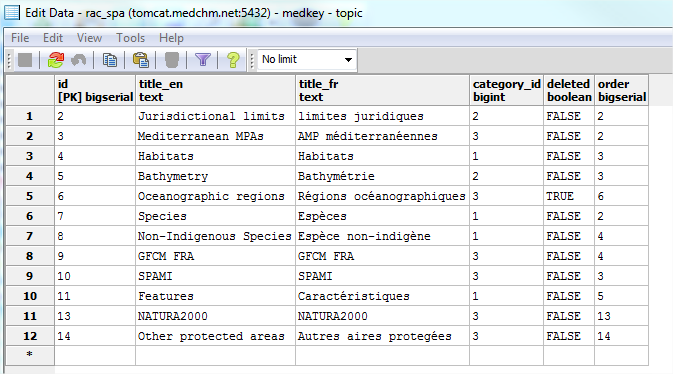 Edit Data - rac_spa (tomcat.medchm.net:5432) - medkey - topic
File Edit View Tools Help
No limit
id title_en title_fr category_id deleted order
[PK] bigserial text text bigint boolean bigserial
1 2 Jurisdictional limits limites juridiques 2 FALSE 2
2 3 Mediterranean MPAs AMP méditerranéennes 3 FALSE 2
3 4 Habitats Habitats 1 FALSE 3
4 5 Bathymetry Bathymétrie 2 FALSE 3
5 6 Oceanographic regions Régions océanographiques 3 TRUE 6
6 7 Species Espèces 1 FALSE 2
7 8 Non-Indigenous Species Espèce non-indigène 1 FALSE 4
8 9 GFCM FRA GFCM FRA 3 FALSE 4
9 10 SPAMI SPAMI 3 FALSE 3
10 11 Features Caractéristiques 1 FALSE 5
11 13 NATURA2000 NATURA2000 3 FALSE 13
12 14 Other protected areas Autres aires protegées 3 FALSE 14
*